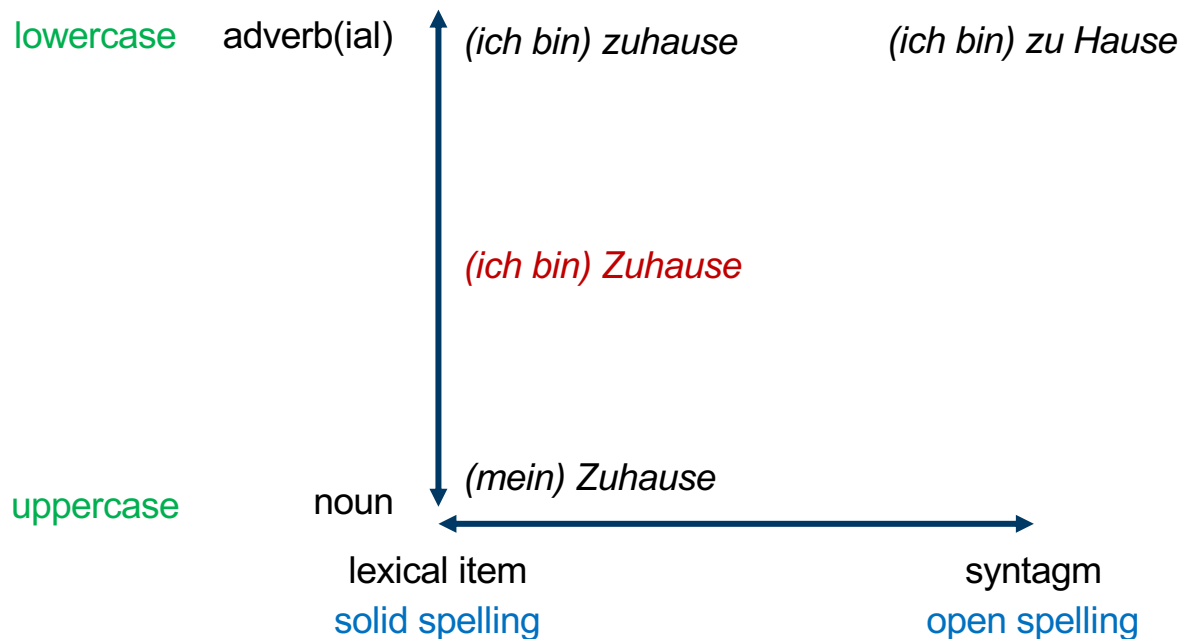 lowercase adverb(ial) (ich bin) zuhause (ich bin) zu Hause
(ich bin) Zuhause
(mein) Zuhause
uppercase noun
lexical item syntagm
solid spelling open spelling